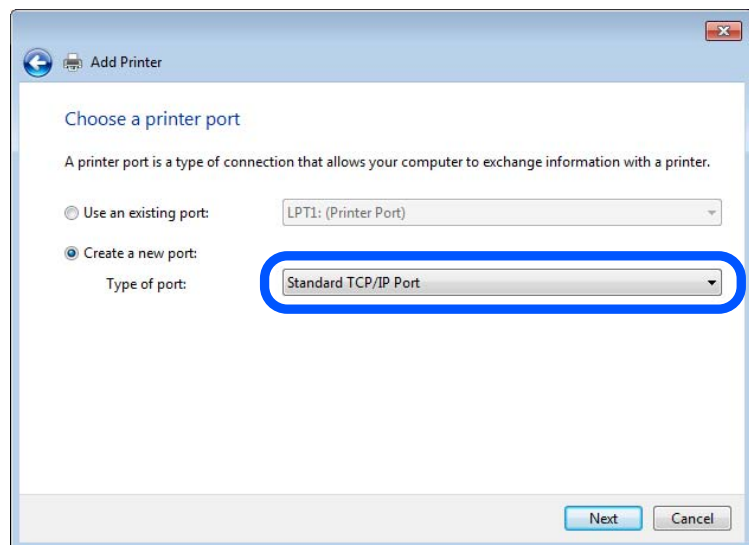 Add Printer
Choose a printer port
A printer port is a type of connection that allows your computer to exchange information with a printer.
Use an existing port: LPT1: (Printer Port)
Create a new port:
Type of port: Standard TCP/IP Port
Next Cancel